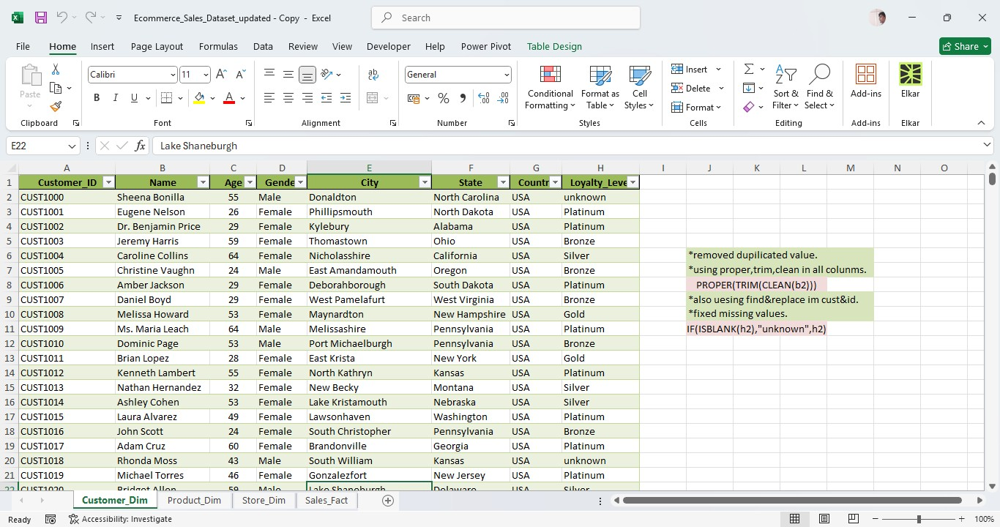 Ecommerce_Sales_Dataset_updated - Copy - Excel
Search
File Home Insert Page Layout Formulas Data Review View Developer Help Power Pivot Table Design Share
Paste
Clipboard
Calibri 11
B I U
Font
ab
Alignment
General
Number
Conditional Formatting
Format as Table
Cell Styles
Styles
Insert
Delete
Format
Cells
Sort & Filter
Find & Select
Editing
Add-ins
Add-ins
Elkar
Elkar
E22 fx Lake Shaneburgh
A B C D E F G H I J K L M N O
1 Customer_ID Name Age Gende City State Countr Loyalty_Leve
2 CUST1000 Sheena Bonilla 55 Male Donaldton North Carolina USA unknown
3 CUST1001 Eugene Nelson 26 Female Phillipsmouth North Dakota USA Platinum
4 CUST1002 Dr. Benjamin Price 29 Female Kylebury Alabama USA Platinum
5 CUST1003 Jeremy Harris 59 Female Thomastown Ohio USA Bronze
6 CUST1004 Caroline Collins 64 Female Nicholasshire California USA Silver *removed dupilicated value.
7 CUST1005 Christine Vaughn 24 Male East Amandamouth Oregon USA Bronze *using proper,trim,clean in all colunms.
8 CUST1006 Amber Jackson 29 Female Deborahborough South Dakota USA Platinum PROPER(TRIM(CLEAN(b2)))
9 CUST1007 Daniel Boyd 29 Female West Pamelafurt West Virginia USA Bronze *also uesing find&replace im cust&id.
10 CUST1008 Melissa Howard 53 Female Maynardton New Hampshire USA Gold *fixed missing values.
11 CUST1009 Ms. Maria Leach 64 Male Melissashire Pennsylvania USA Platinum IF(ISBLANK(h2),"unknown",h2)
12 CUST1010 Dominic Page 53 Male Port Michaelburgh Pennsylvania USA Bronze
13 CUST1011 Brian Lopez 28 Female East Krista New York USA Gold
14 CUST1012 Kenneth Lambert 55 Female North Kathryn Kansas USA Platinum
15 CUST1013 Nathan Hernandez 32 Female New Becky Montana USA Silver
16 CUST1014 Ashley Cohen 53 Female Lake Kristamouth Nebraska USA Silver
17 CUST1015 Laura Alvarez 49 Female Lawsonhaven Washington USA Platinum
18 CUST1016 John Scott 24 Female South Christopher Pennsylvania USA Bronze
19 CUST1017 Adam Cruz 60 Female Brandonville Georgia USA Platinum
20 CUST1018 Rhonda Moss 43 Male South William Kansas USA unknown
21 CUST1019 Michael Torres 46 Female Gonzalezfort New Jersey USA Platinum
22 CUST1020 Bridget Allen 59 Male Lake Shaneburgh Delaware USA Silver
Customer_Dim Product_Dim Store_Dim Sales_Fact
Ready Accessibility: Investigate 100%